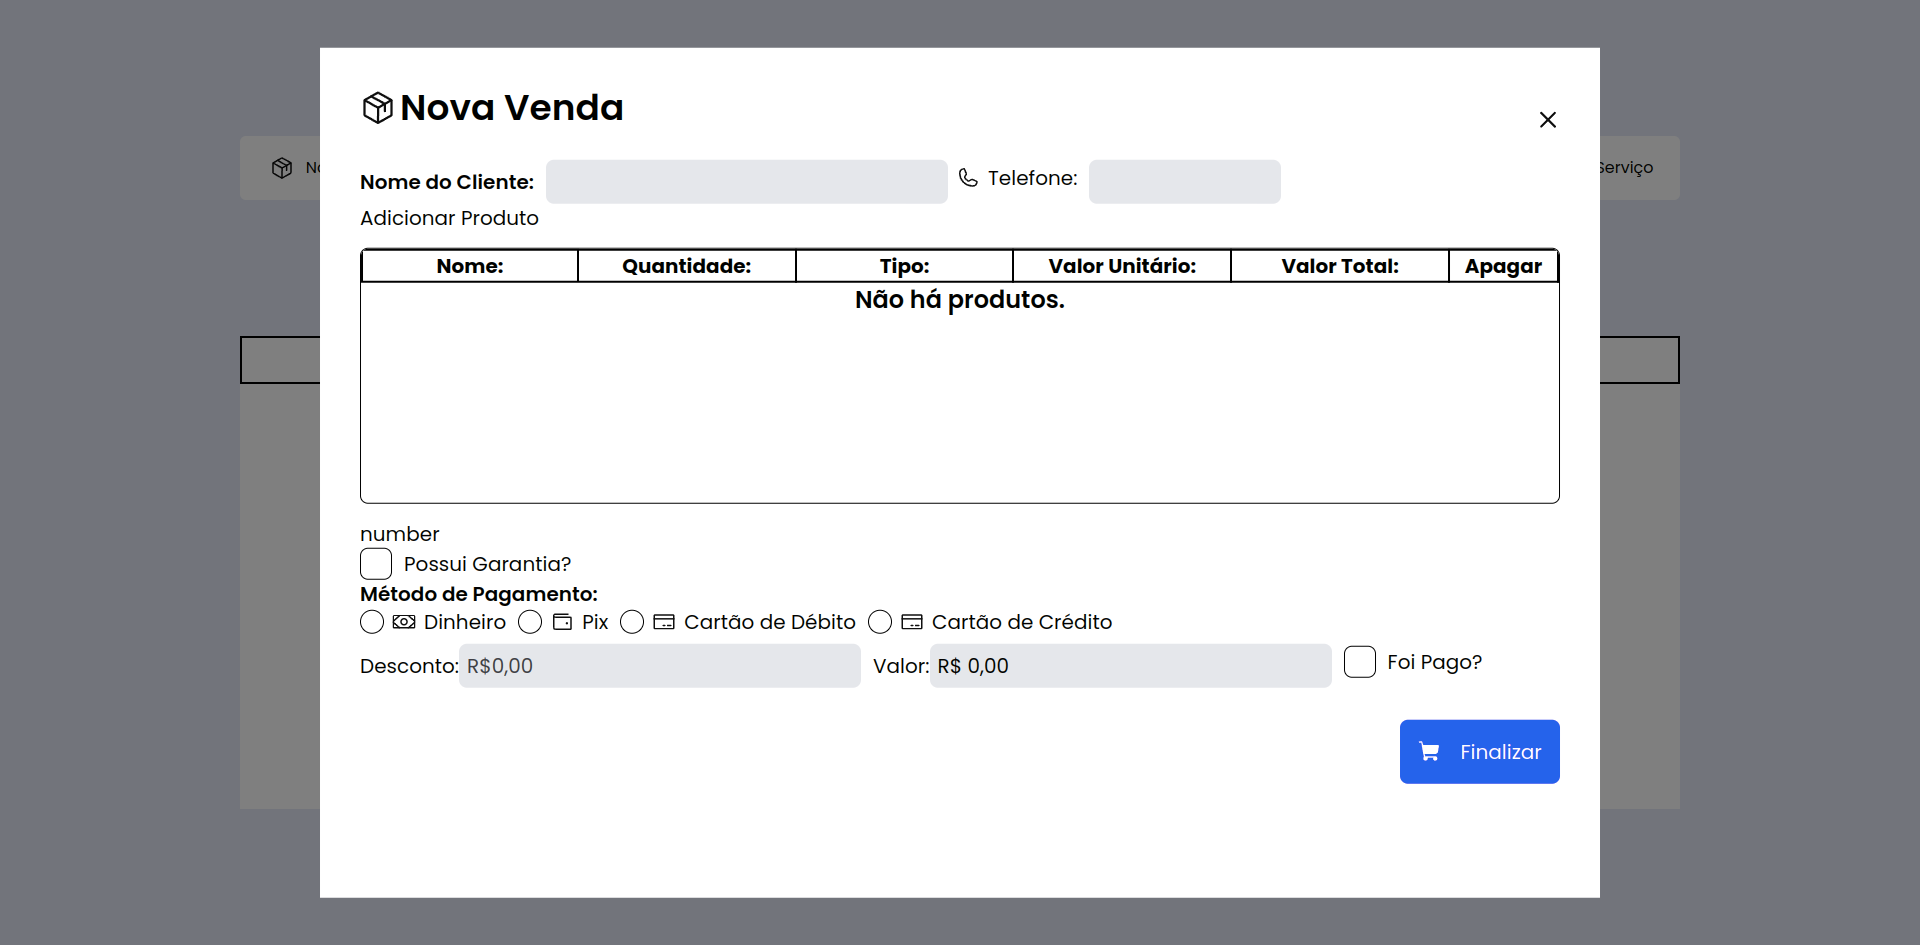 Nova Venda
Nome do Cliente: Telefone:
Adicionar Produto
Nome: Quantidade: Tipo: Valor Unitário: Valor Total: Apagar
Não há produtos.
number
Possui Garantia?
Método de Pagamento:
Dinheiro Pix Cartão de Débito Cartão de Crédito
Desconto: R$0,00 Valor: R$ 0,00 Foi Pago?
Finalizar
Serviço